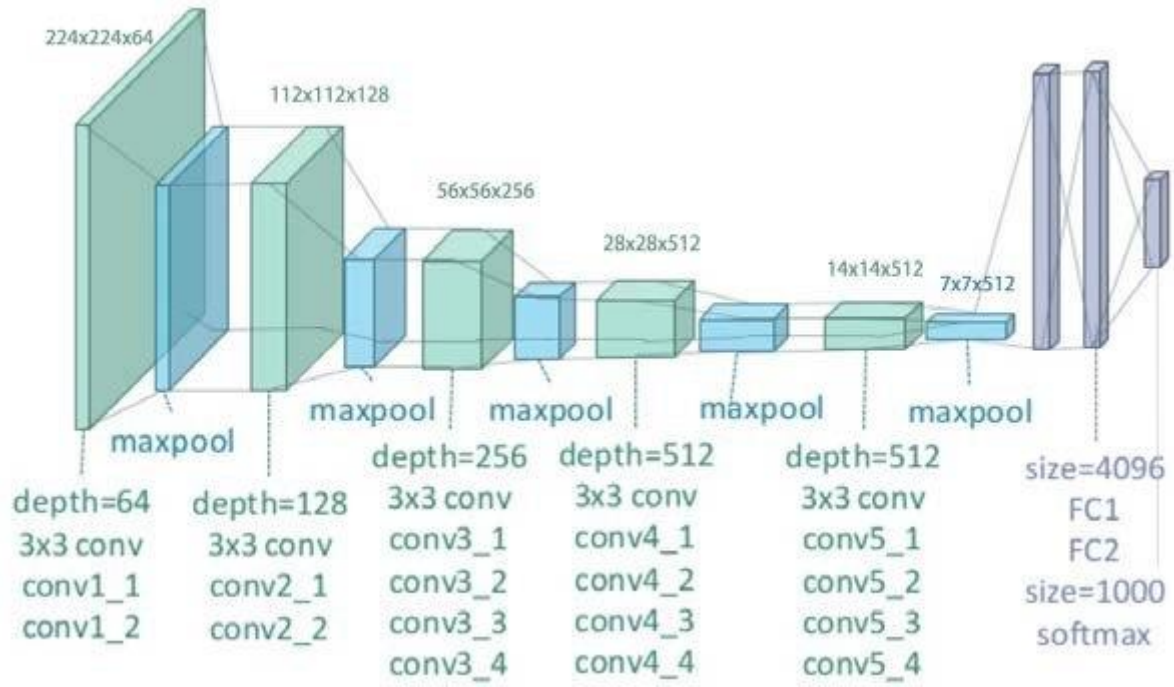 224x224x64
112x112x128
56x56x256
28x28x512
14x14x512
7x7x512
maxpool
maxpool
maxpool
maxpool
maxpool
depth=64
3x3 conv
conv1_1
conv1_2
depth=128
3x3 conv
conv2_1
conv2_2
depth=256
3x3 conv
conv3_1
conv3_2
conv3_3
conv3_4
depth=512
3x3 conv
conv4_1
conv4_2
conv4_3
conv4_4
depth=512
3x3 conv
conv5_1
conv5_2
conv5_3
conv5_4
size=4096
FC1
FC2
size=1000
softmax